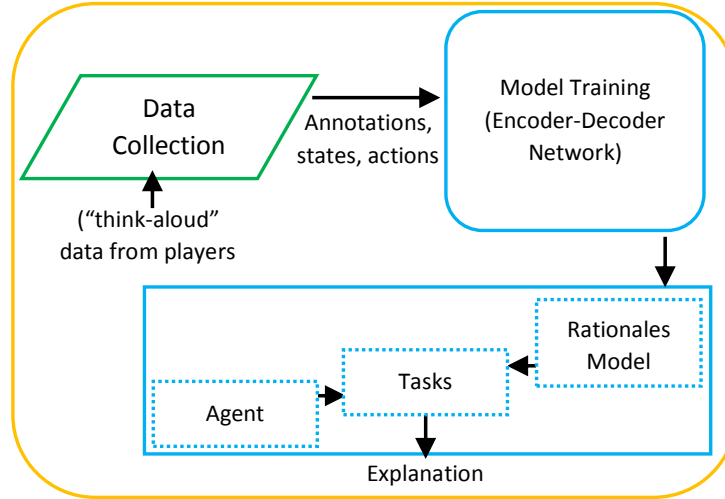 Data
Collection
Annotations,
states, actions
Model Training
(Encoder-Decoder
Network)
(“think-aloud”
data from players
Rationales
Model
Tasks
Agent
Explanation